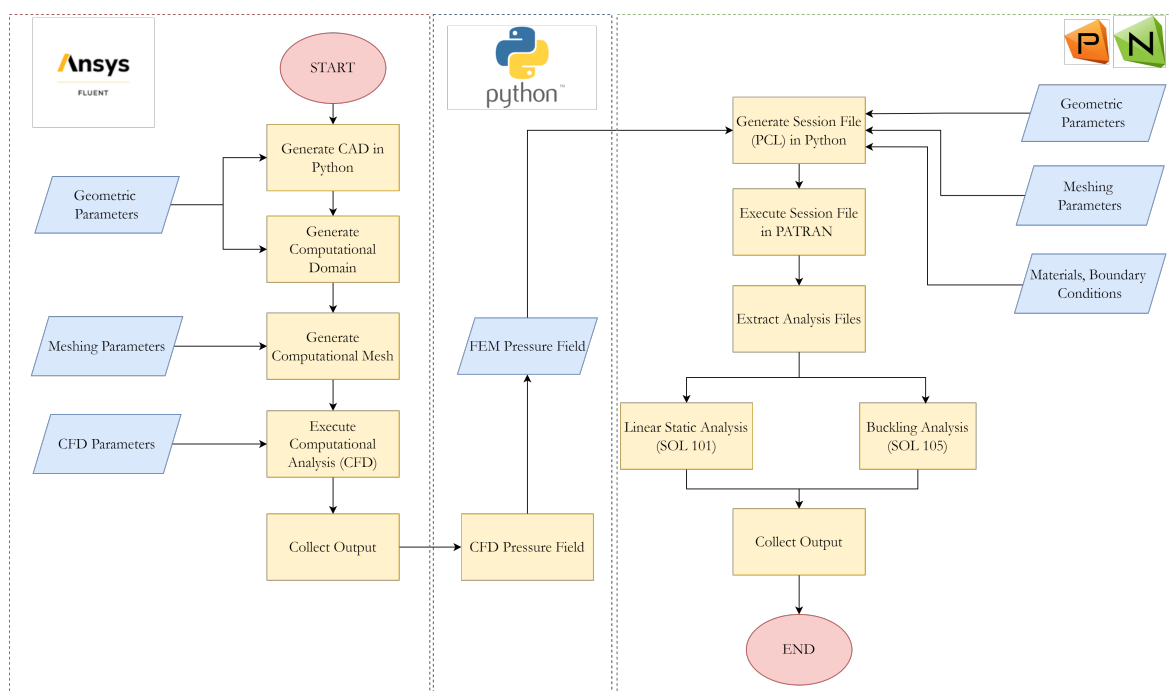 Ansys
FLUENT
START
Generate CAD in
Python
Geometric
Parameters
Generate
Computational
Domain
Meshing Parameters
Generate
Computational Mesh
CFD Parameters
Execute
Computational
Analysis (CFD)
Collect Output
python™
FEM Pressure Field
CFD Pressure Field
P
N
Generate Session File
(PCL) in Python
Geometric
Parameters
Meshing
Parameters
Execute Session File
in PATRAN
Materials, Boundary
Conditions
Extract Analysis Files
Linear Static Analysis
(SOL 101)
Buckling Analysis
(SOL 105)
Collect Output
END